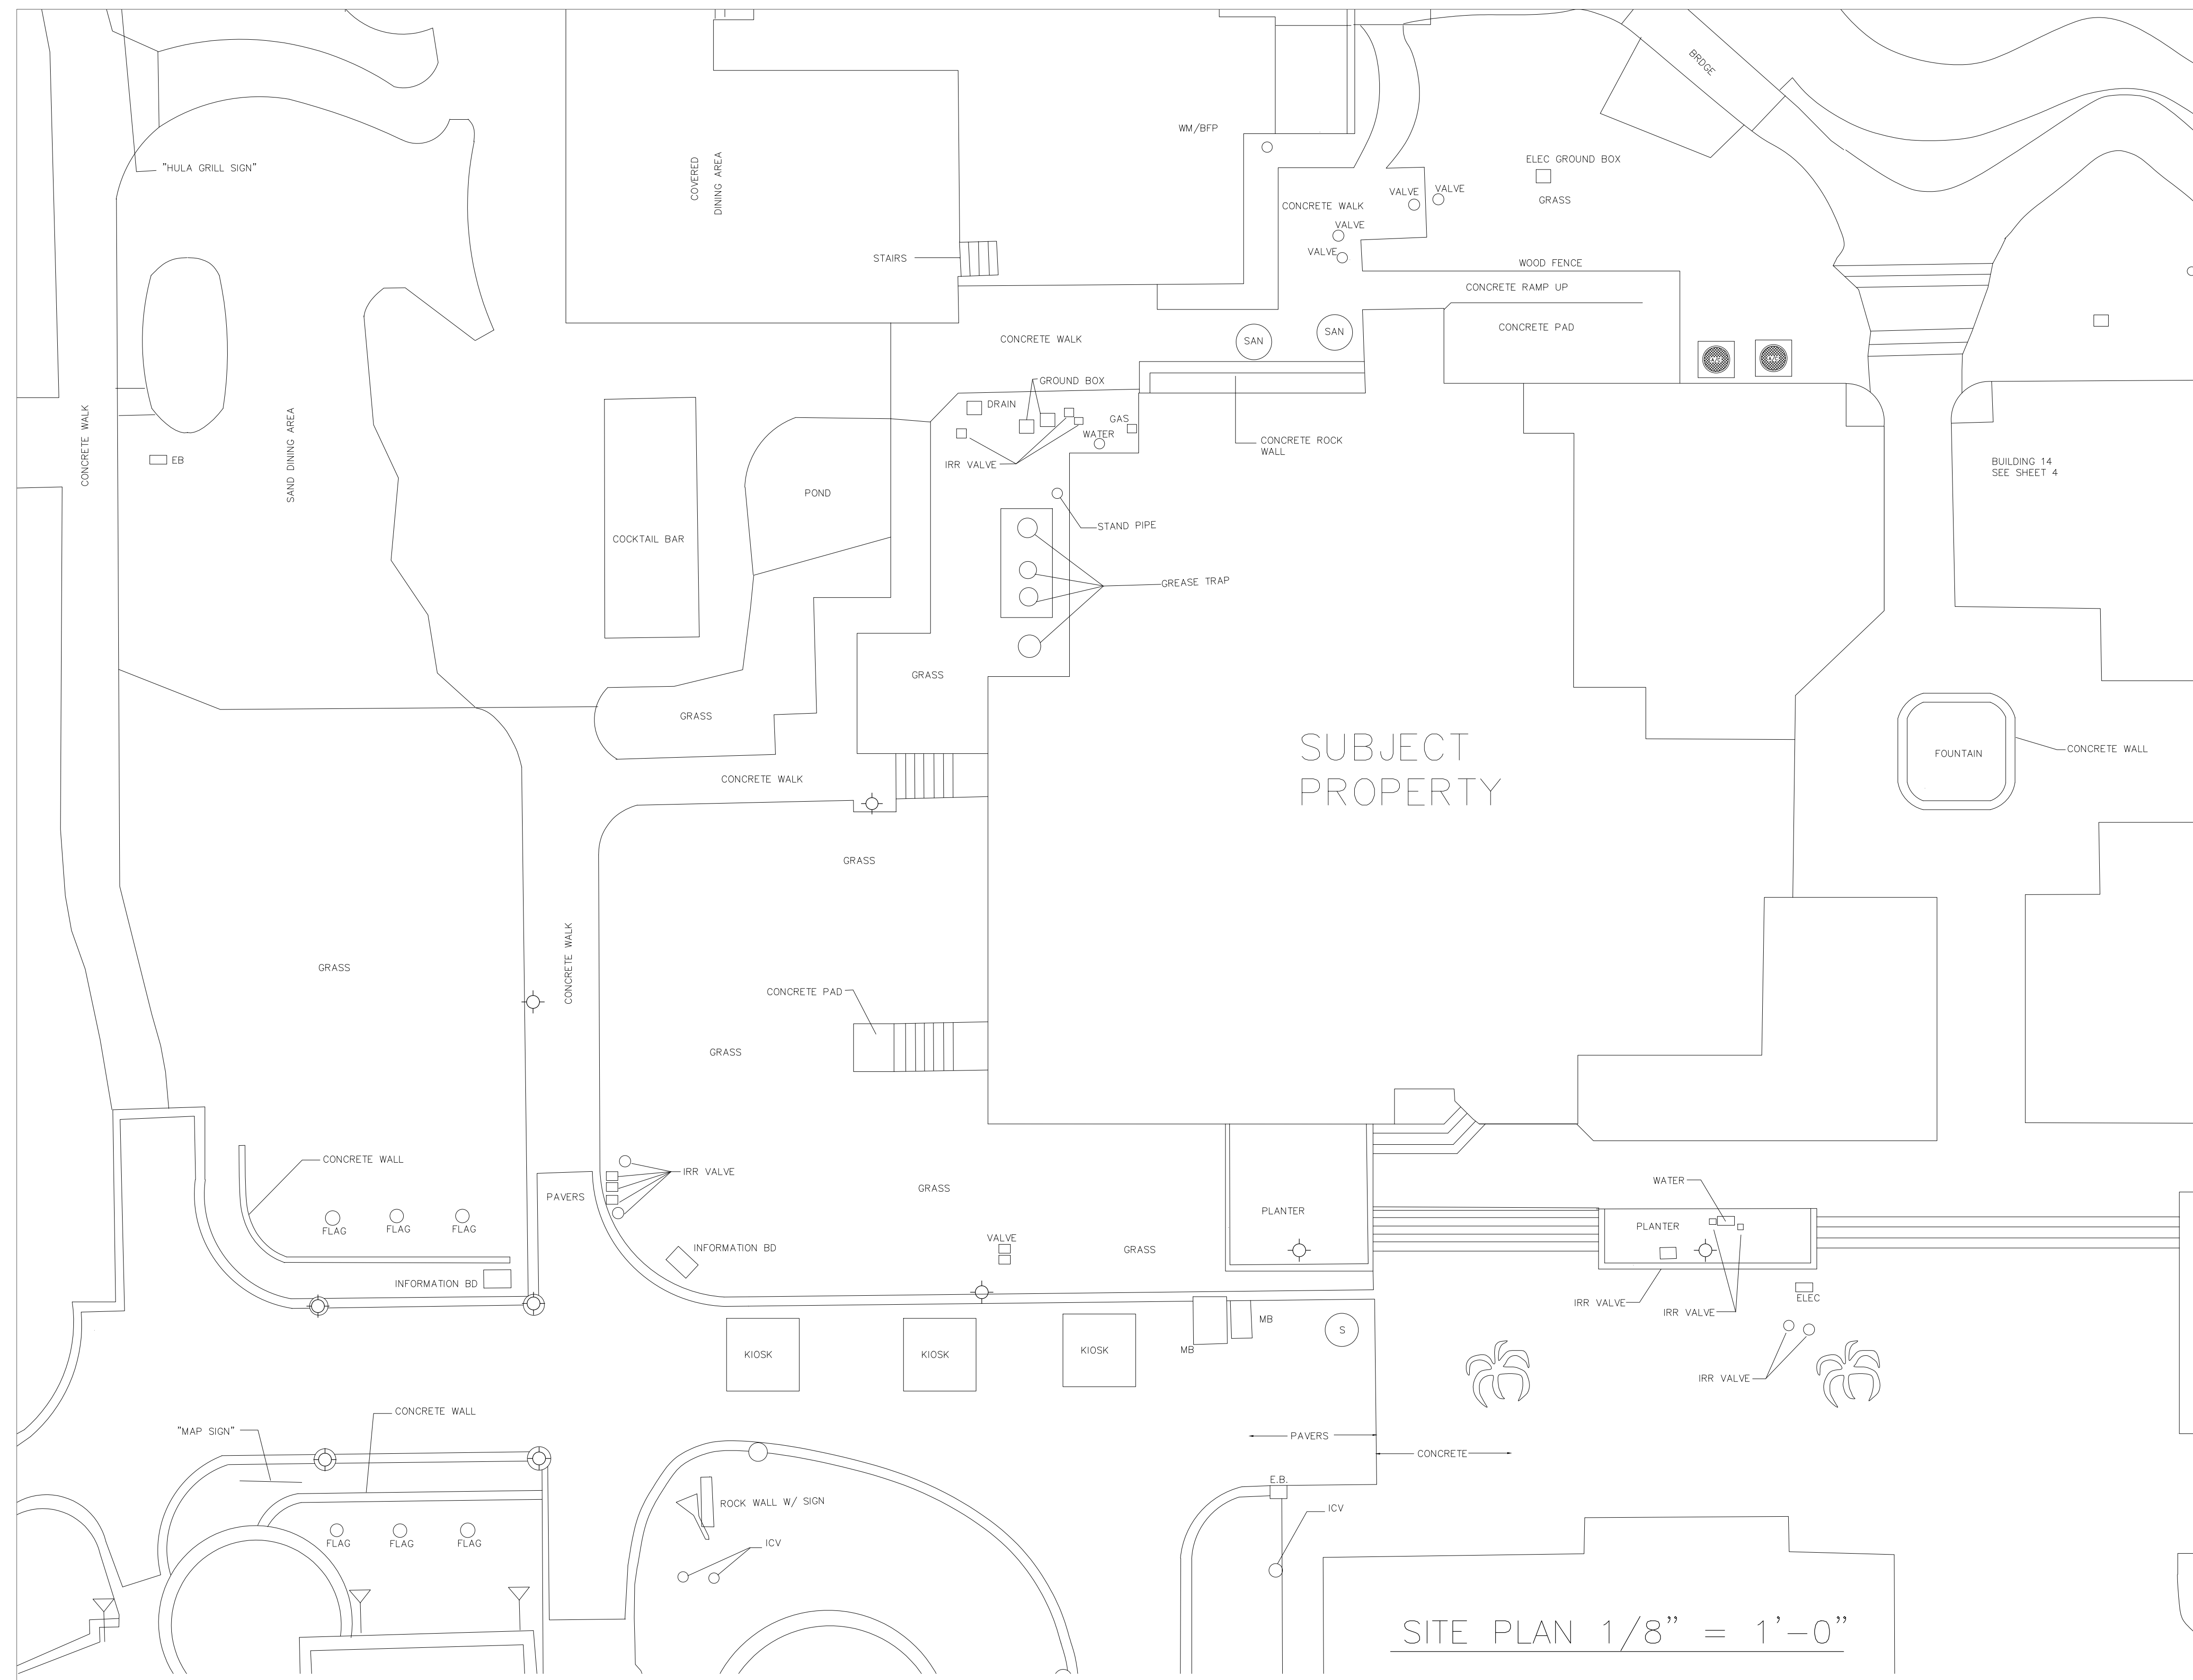 BRDGE
WM/BFP
"HULA GRILL SIGN"
ELEC GROUND BOX
GRASS
COVERED
DINING AREA
VALVE
VALVE
CONCRETE WALK
VALVE
VALVE
STAIRS
WOOD FENCE
CONCRETE RAMP UP
CONCRETE PAD
SAN
SAN
CONCRETE WALK
GROUND BOX
DRAIN
GAS
WATER
IRR VALVE
CONCRETE ROCK
WALL
CONCRETE WALK
SAND DINING AREA
EB
BUILDING 14
SEE SHEET 4
POND
STAND PIPE
COCKTAIL BAR
GREASE TRAP
GRASS
GRASS
SUBJECT
PROPERTY
FOUNTAIN
CONCRETE WALL
CONCRETE WALK
GRASS
CONCRETE WALK
GRASS
CONCRETE PAD
GRASS
CONCRETE WALL
IRR VALVE
PAVERS
GRASS
WATER
PLANTER
PLANTER
FLAG
FLAG
FLAG
VALVE
INFORMATION BD
GRASS
INFORMATION BD
IRR VALVE
IRR VALVE
ELEC
MB
MB
S
KIOSK
KIOSK
KIOSK
IRR VALVE
CONCRETE WALL
"MAP SIGN"
PAVERS
CONCRETE
E.B.
ROCK WALL W/ SIGN
ICV
ICV
FLAG
FLAG
FLAG
SITE PLAN 1/8" = 1'-0"